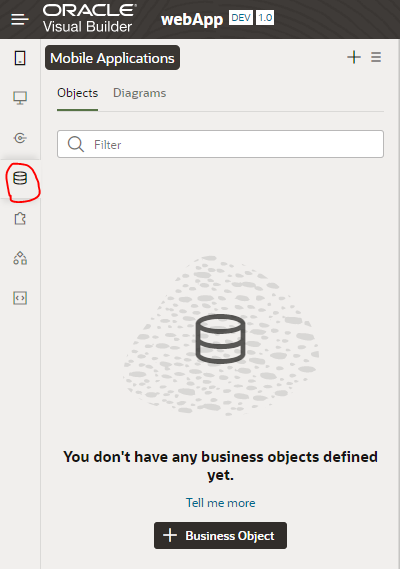 ORACLE
Visual Builder
webApp DEV 1.0
Mobile Applications
Objects Diagrams
Filter
You don't have any business objects defined
yet.
Tell me more
Business Object